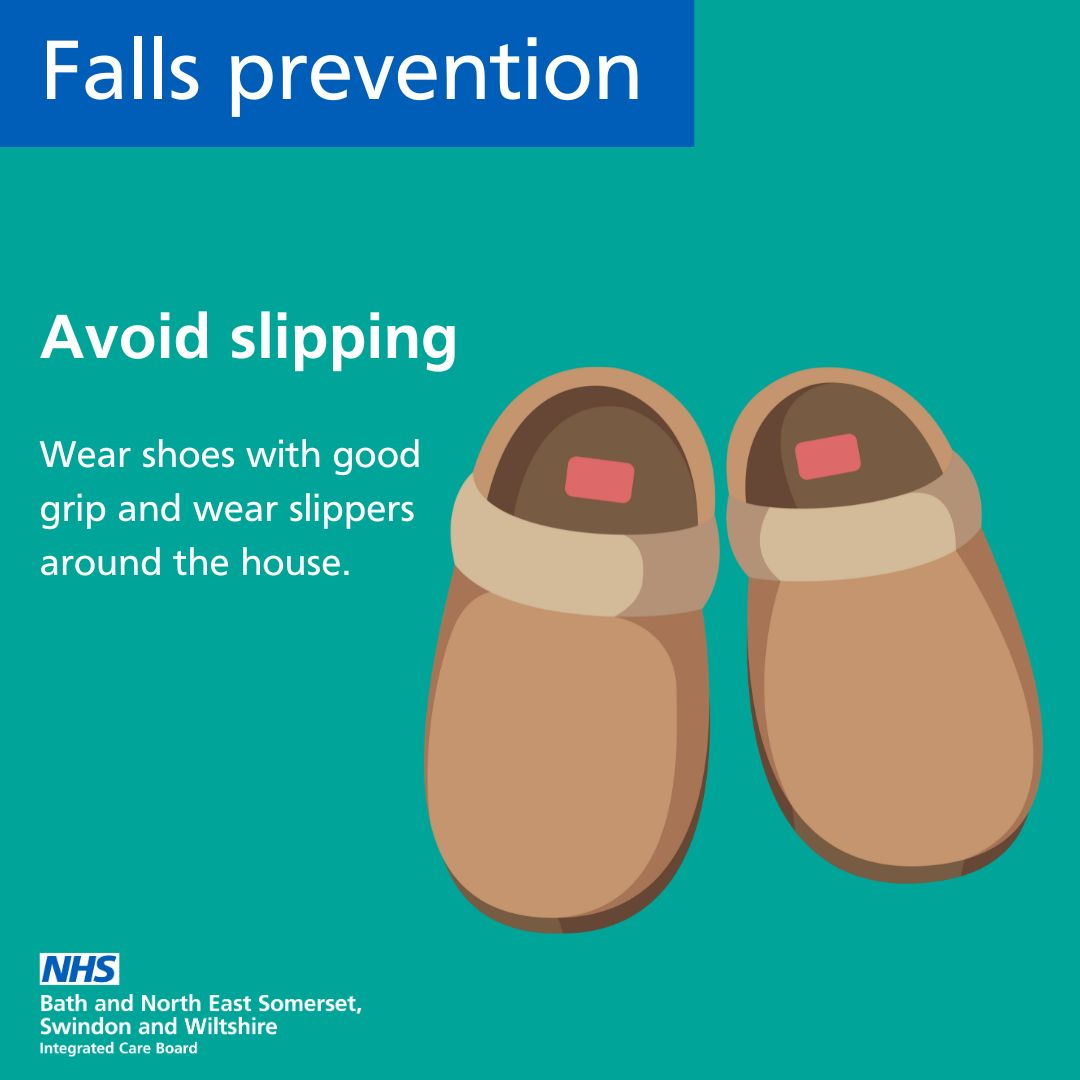 Falls prevention
Avoid slipping
Wear shoes with good
grip and wear slippers
around the house.
NHS
Bath and North East Somerset,
Swindon and Wiltshire
Integrated Care Board